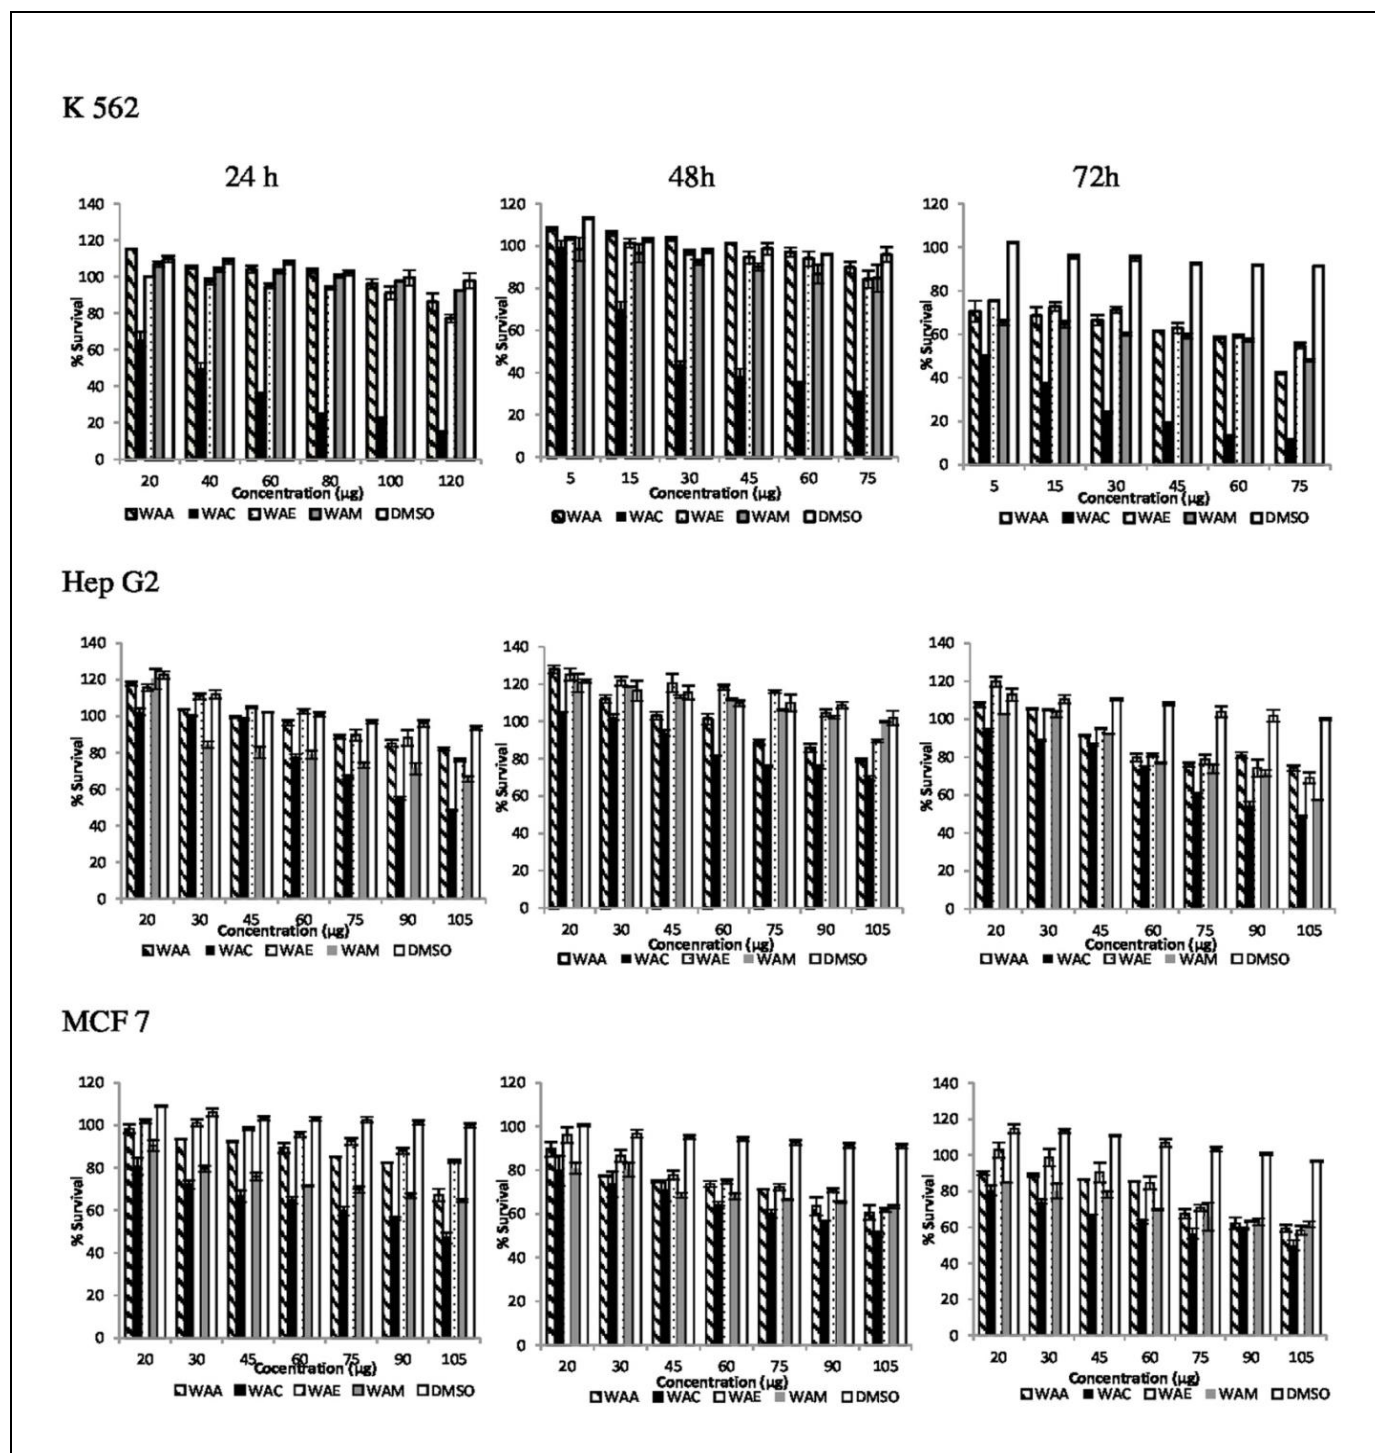 K 562
24 h
48h
72h
% Survival
140
120
100
80
60
40
20
0
20 40 60 80 100 120
Concentration (µg)
WAA WAC WAE WAM DMSO
% Survival
120
100
80
60
40
20
0
5 15 30 45 60 75
Concentration (µg)
WAA WAC WAE WAM DMSO
% Survival
120
100
80
60
40
20
0
5 15 30 45 60 75
Concentration (µg)
WAA WAC WAE WAM DMSO
Hep G2
% Survival
140
120
100
80
60
40
20
0
20 30 45 60 75 90 105
Concenration (µg)
WAA WAC WAE WAM DMSO
% Survival
140
120
100
80
60
40
20
0
20 30 45 60 75 90 105
Concentration (µg)
WAA WAC WAE WAM DMSO
% Survival
140
120
100
80
60
40
20
0
20 30 45 60 75 90 105
Concentration (µg)
WAA WAC WAE WAM DMSO
MCF 7
% Survival
120
100
80
60
40
20
0
20 30 45 60 75 90 105
Cocentration (µg)
WAA WAC WAE WAM DMSO
% Survival
120
100
80
60
40
20
0
20 30 45 60 75 90 105
Concentration (µg)
WAA WAC WAE WAM DMSO
% Survival
140
120
100
80
60
40
20
0
20 30 45 60 75 90 105
Concentration (µg)
WAA WAC WAE WAM DMSO